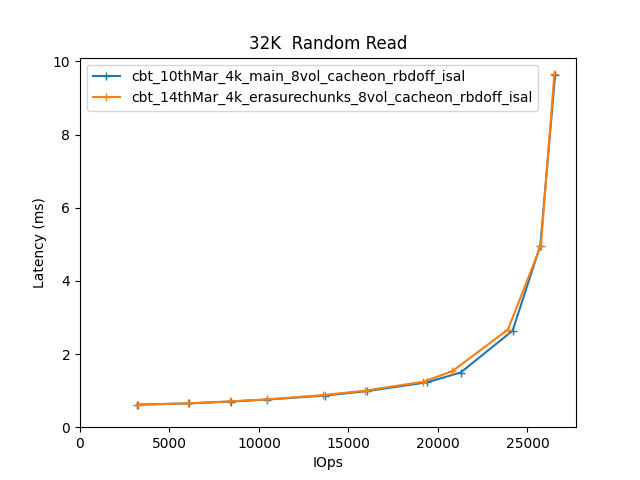 32K  Random Read
cbt_10thMar_4k_main_8vol_cacheon_rbdoff_isal
cbt_14thMar_4k_erasurechunks_8vol_cacheon_rbdoff_isal
Latency (ms)
10
8
6
4
2
0
0 5000 10000 15000 20000 25000
IOps